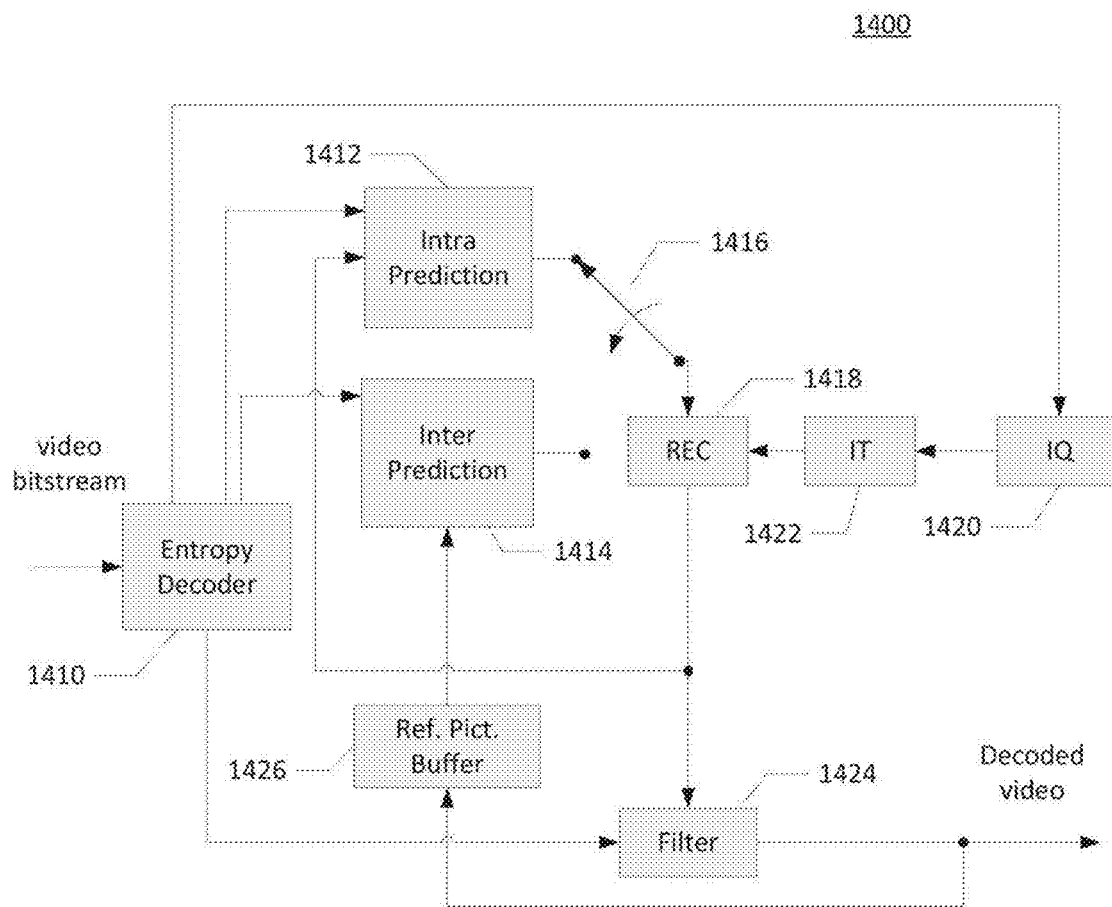 1400
1412
Intra
Prediction
1416
Inter
Prediction
1414
1418
REC
IT
1422
IQ
1420
video
bitstream
Entropy
Decoder
1410
Ref. Pict.
Buffer
1426
1424
Filter
Decoded
video